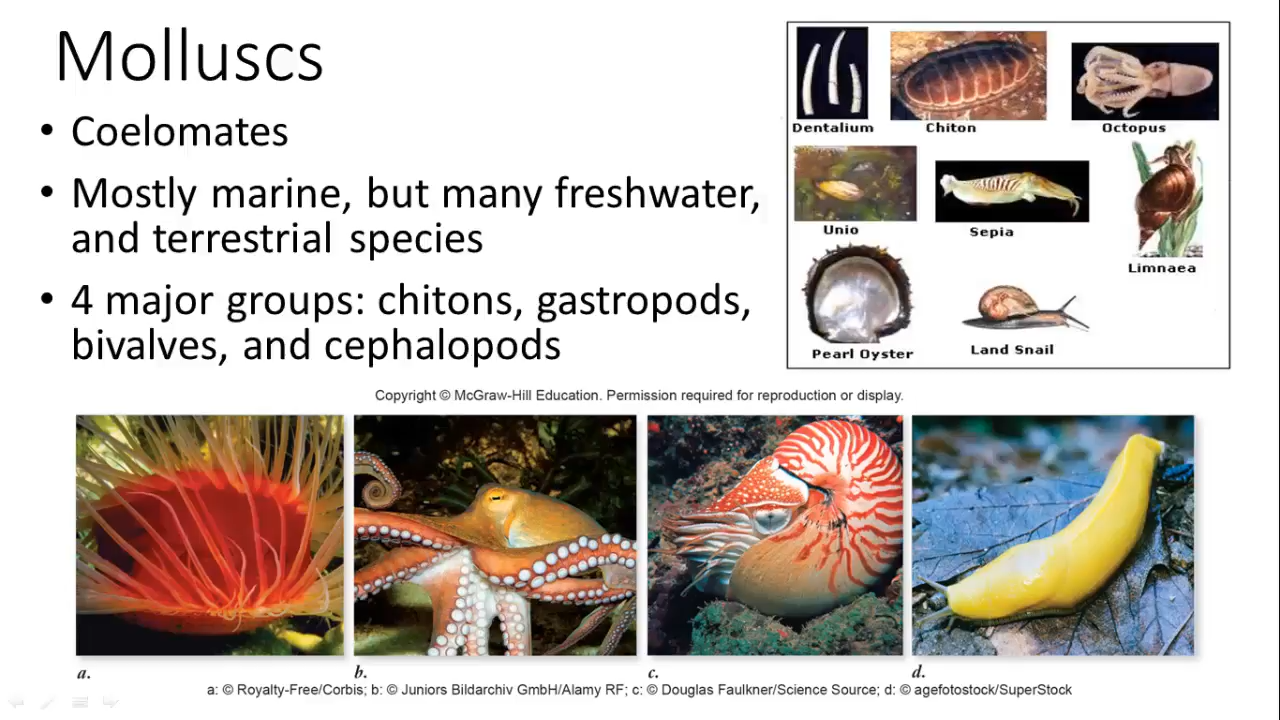 Molluscs
• Coelomates
• Mostly marine, but many freshwater,
and terrestrial species
• 4 major groups: chitons, gastropods,
bivalves, and cephalopods
Dentalium
Chiton
Octopus
Unio
Sepia
Limnaea
Pearl Oyster
Land Snail
Copyright © McGraw-Hill Education. Permission required for reproduction or display.
a.
b.
c.
d.
a: © Royalty-Free/Corbis; b: © Juniors Bildarchiv GmbH/Alamy RF; c: © Douglas Faulkner/Science Source; d: © agefotostock/SuperStock